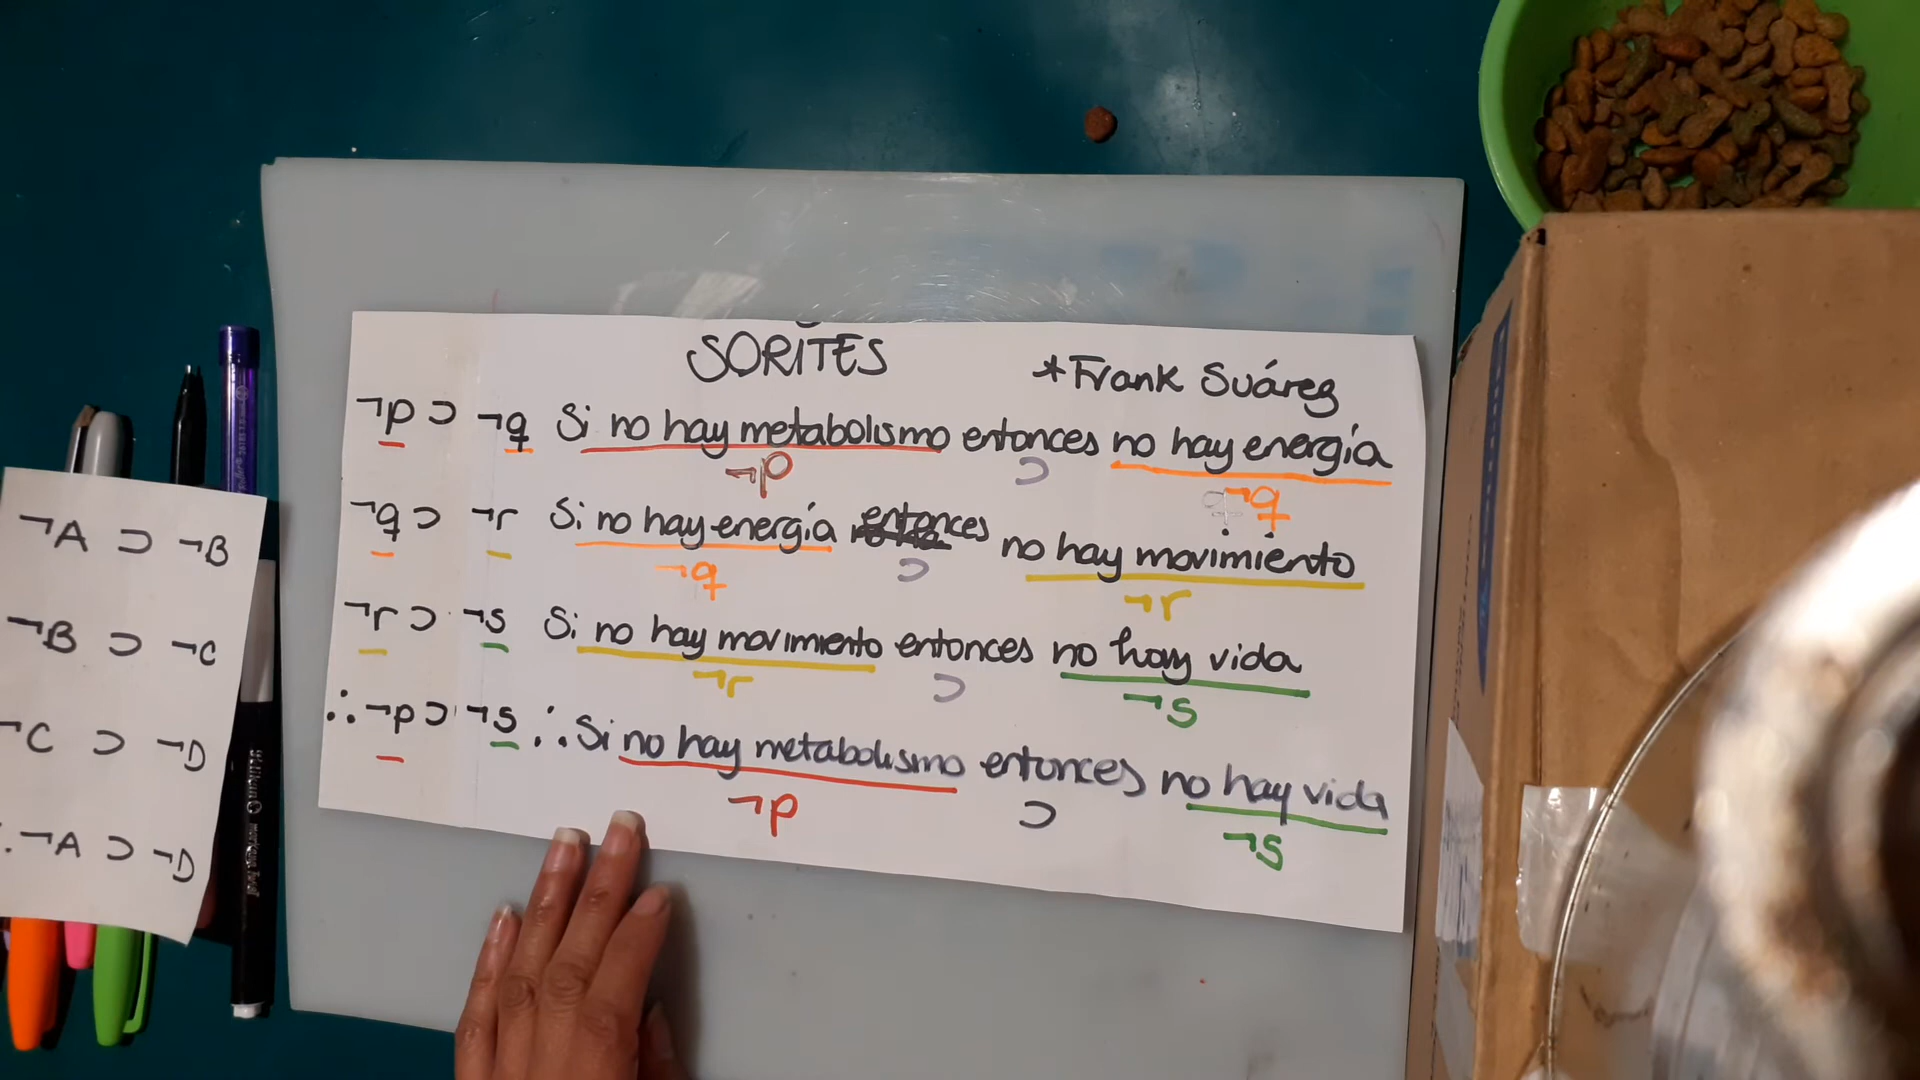 SORITES
*Frank Suárez
¬p ⊃ ¬q Si no hay metabolismo entonces no hay energía
¬p ⊃ ¬q
¬q ⊃ ¬r Si no hay energía entonces no hay movimiento
¬q ⊃ ¬r
¬r ⊃ ¬s Si no hay movimiento entonces no hay vida
¬r ⊃ ¬s
∴ ¬p ⊃ ¬s ∴ Si no hay metabolismo entonces no hay vida
¬p ⊃ ¬s
¬A ⊃ ¬B
¬B ⊃ ¬C
¬C ⊃ ¬D
¬A ⊃ ¬D